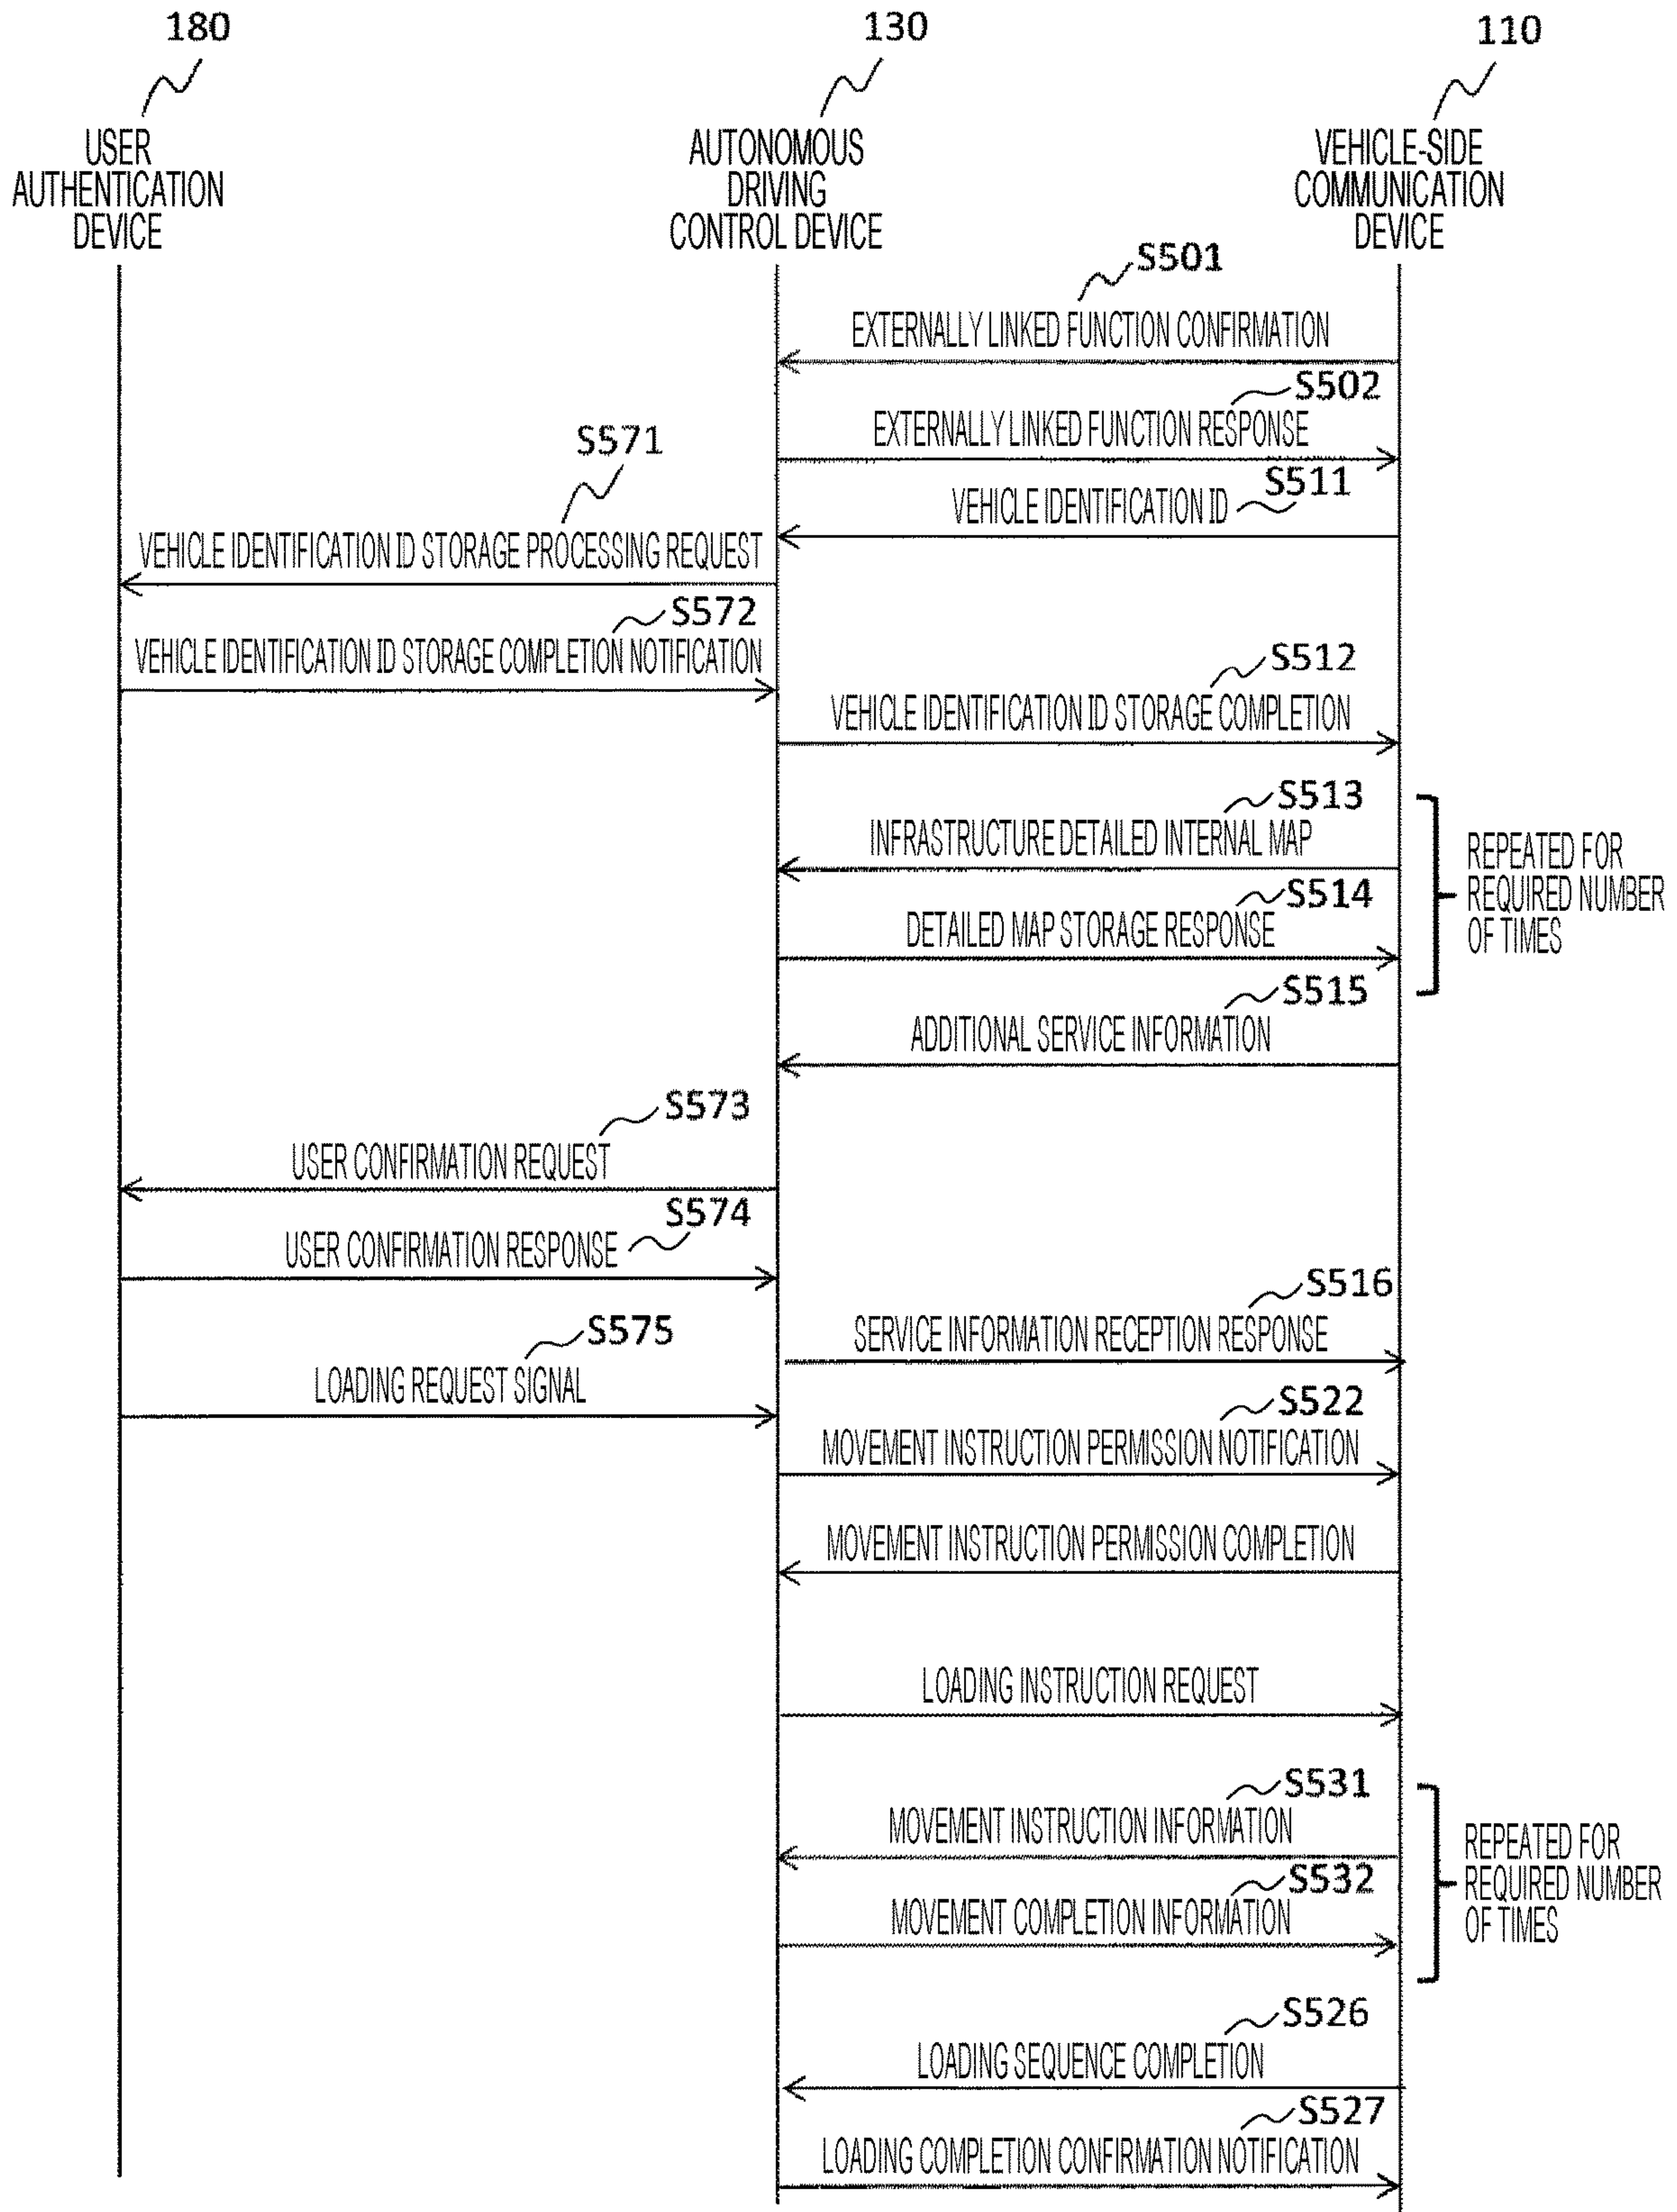 180
130
110
USER
AUTHENTICATION
DEVICE
AUTONOMOUS
DRIVING
CONTROL DEVICE
VEHICLE-SIDE
COMMUNICATION
DEVICE
S501
EXTERNALLY LINKED FUNCTION CONFIRMATION
S502
EXTERNALLY LINKED FUNCTION RESPONSE
S511
VEHICLE IDENTIFICATION ID
S571
VEHICLE IDENTIFICATION ID STORAGE PROCESSING REQUEST
S572
VEHICLE IDENTIFICATION ID STORAGE COMPLETION NOTIFICATION
S512
VEHICLE IDENTIFICATION ID STORAGE COMPLETION
S513
INFRASTRUCTURE DETAILED INTERNAL MAP
S514
DETAILED MAP STORAGE RESPONSE
REPEATED FOR
REQUIRED NUMBER
OF TIMES
S515
ADDITIONAL SERVICE INFORMATION
S573
USER CONFIRMATION REQUEST
S574
USER CONFIRMATION RESPONSE
S516
SERVICE INFORMATION RECEPTION RESPONSE
S575
LOADING REQUEST SIGNAL
S522
MOVEMENT INSTRUCTION PERMISSION NOTIFICATION
MOVEMENT INSTRUCTION PERMISSION COMPLETION
LOADING INSTRUCTION REQUEST
S531
MOVEMENT INSTRUCTION INFORMATION
S532
MOVEMENT COMPLETION INFORMATION
REPEATED FOR
REQUIRED NUMBER
OF TIMES
S526
LOADING SEQUENCE COMPLETION
S527
LOADING COMPLETION CONFIRMATION NOTIFICATION